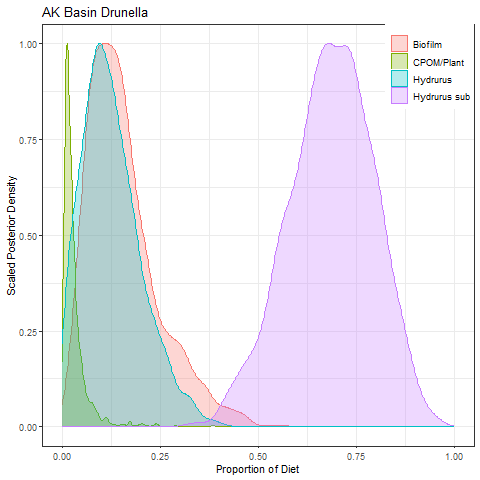 AK Basin Drunella
Biofilm
CPOM/Plant
Hydrurus
Hydrurus sub
1.00
0.75
0.50
0.25
0.00
Scaled Posterior Density
0.00 0.25 0.50 0.75 1.00
Proportion of Diet